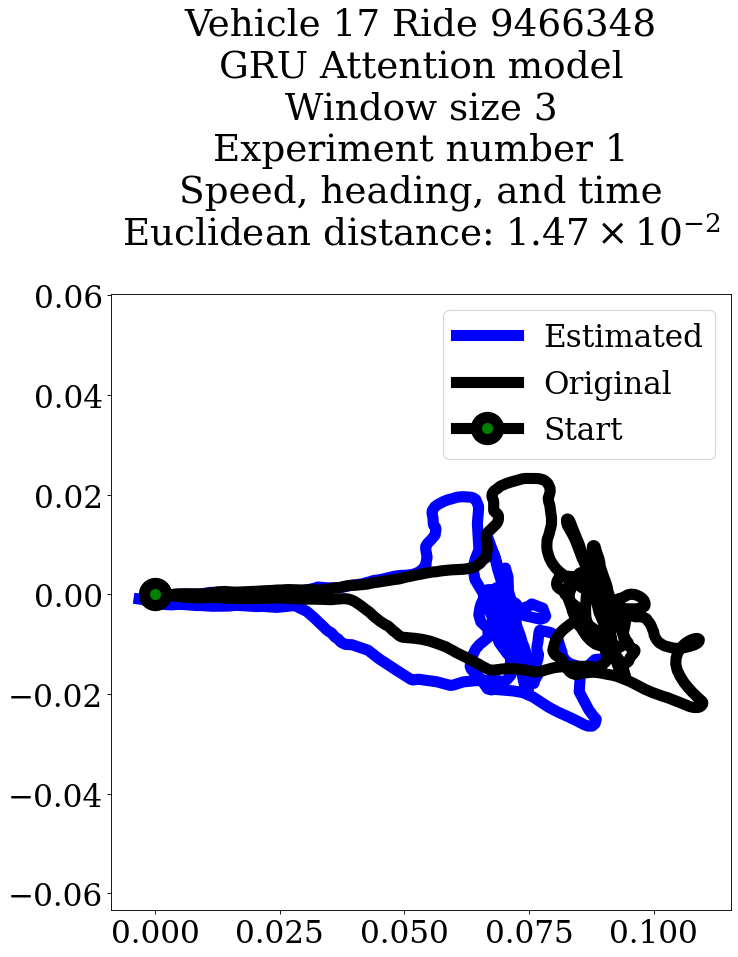 Vehicle 17 Ride 9466348
GRU Attention model
Window size 3
Experiment number 1
Speed, heading, and time
Euclidean distance: 1.47 × 10⁻²
Estimated
Original
Start
0.06
0.04
0.02
0.00
−0.02
−0.04
−0.06
0.000 0.025 0.050 0.075 0.100